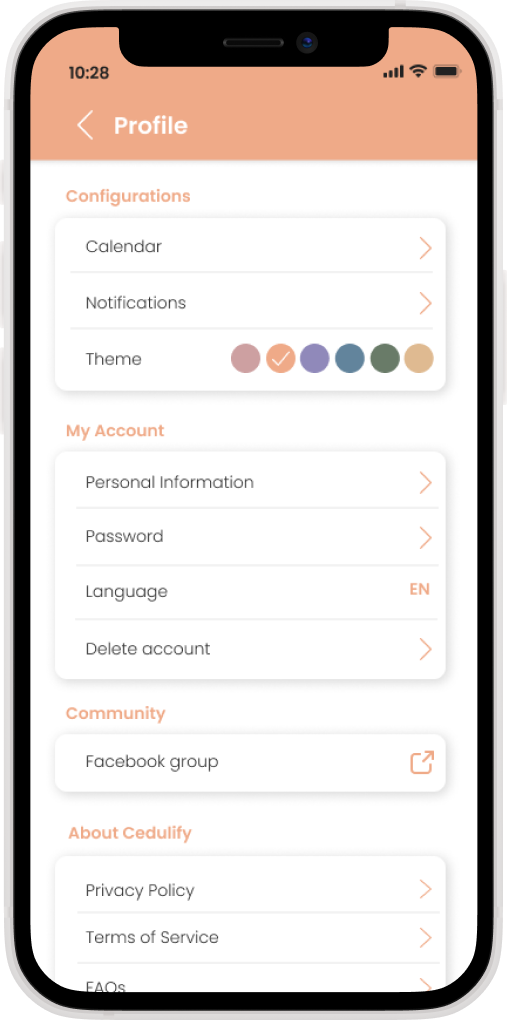 10:28
Profile
Configurations
Calendar
Notifications
Theme
My Account
Personal Information
Password
Language EN
Delete account
Community
Facebook group
About Cedulify
Privacy Policy
Terms of Service
FAQs